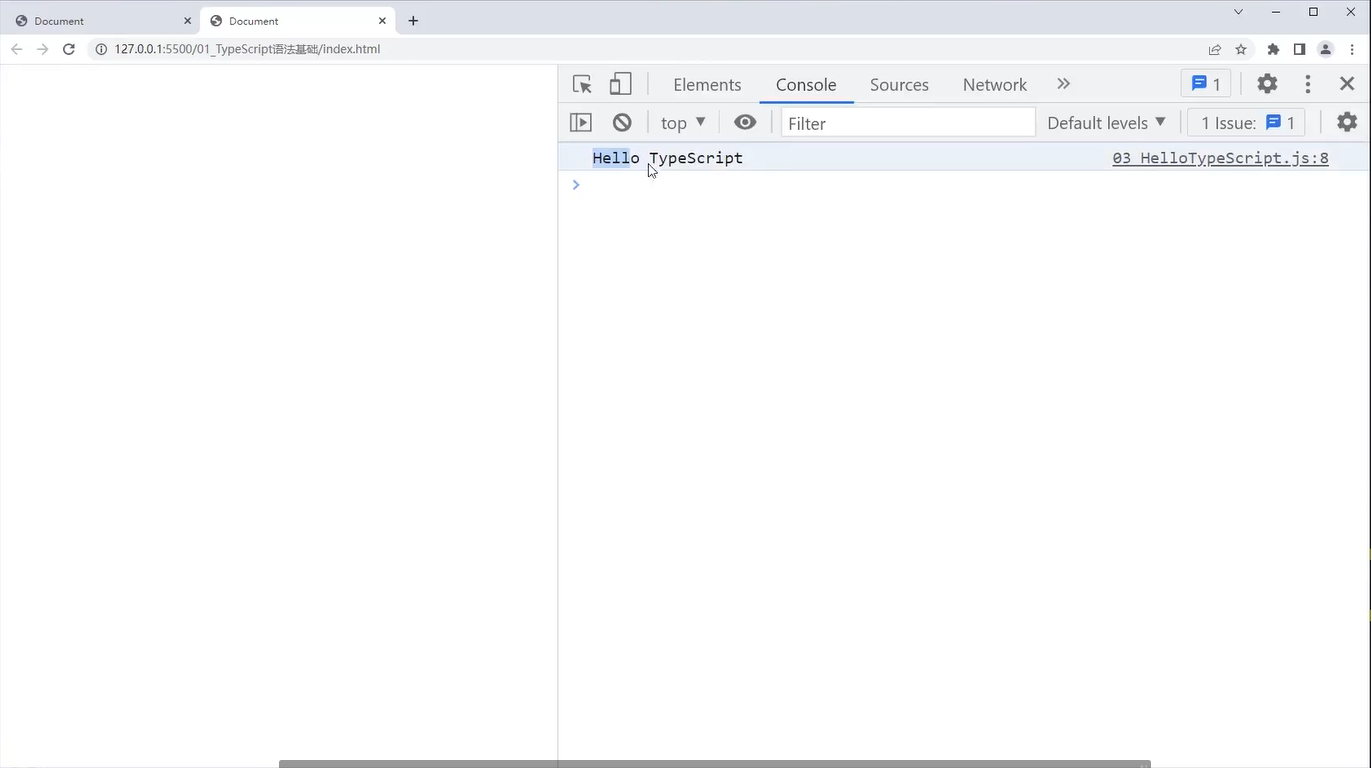 Document Document
127.0.0.1:5500/01_TypeScript语法基础/index.html
Elements Console Sources Network 1
top Filter Default levels 1 Issue: 1
Hello TypeScript 03_HelloTypeScript.js:8